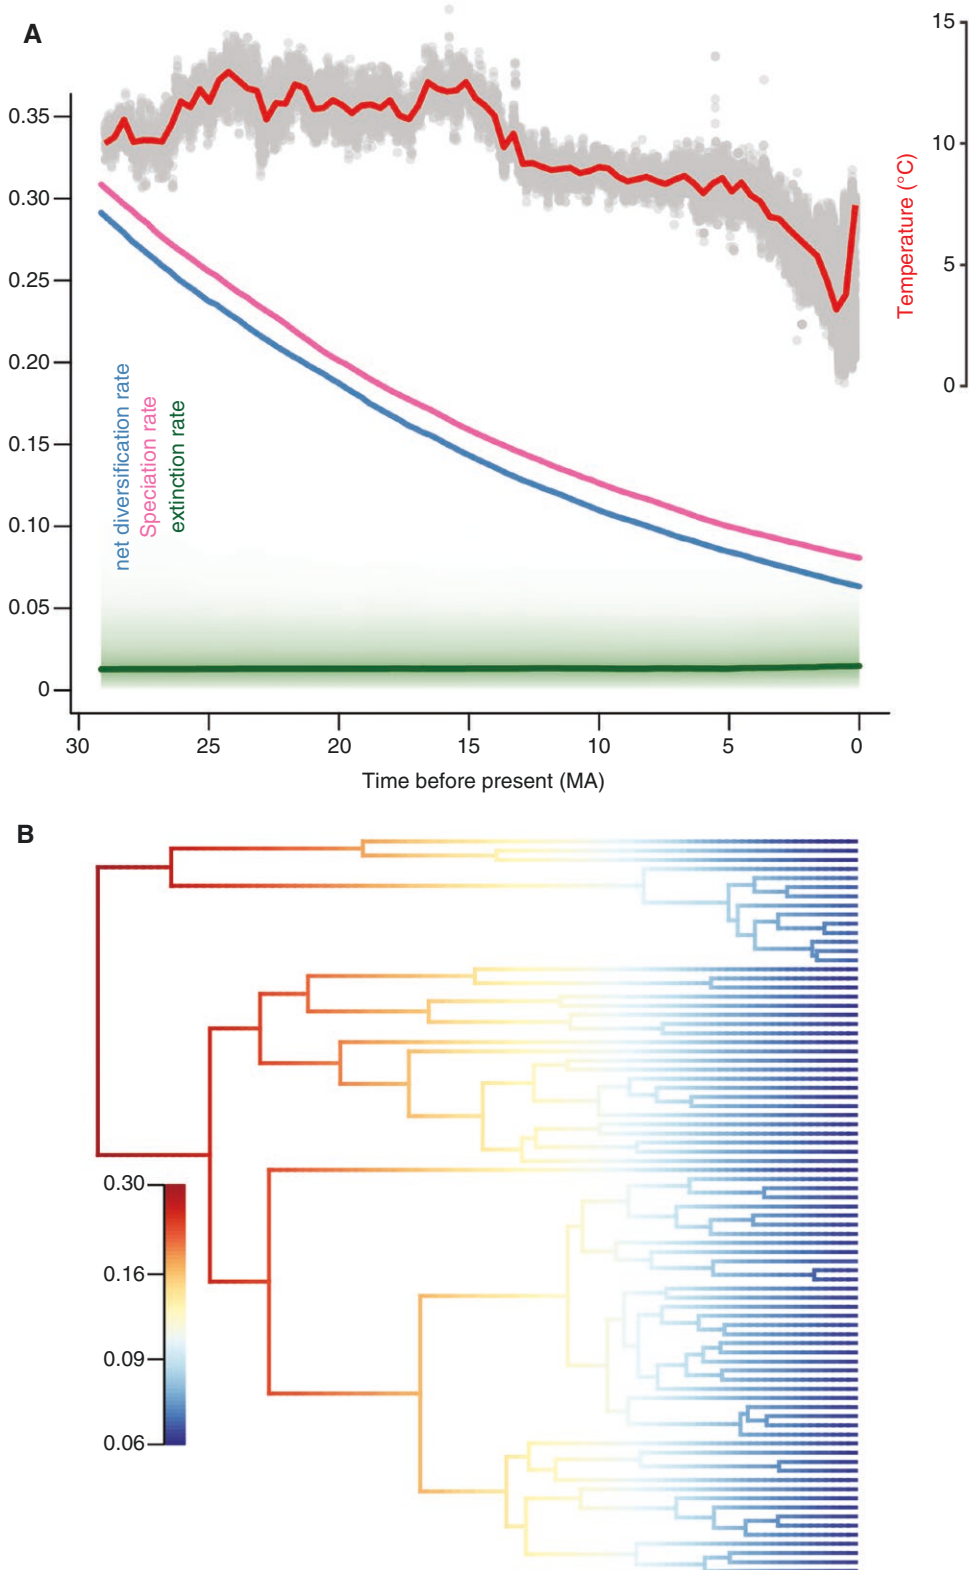 A
15
10
5
0
Temperature (°C)
0.35
0.30
0.25
0.20
0.15
0.10
0.05
0
net diversification rate
Speciation rate
extinction rate
30 25 20 15 10 5 0
Time before present (MA)
B
0.30
0.16
0.09
0.06